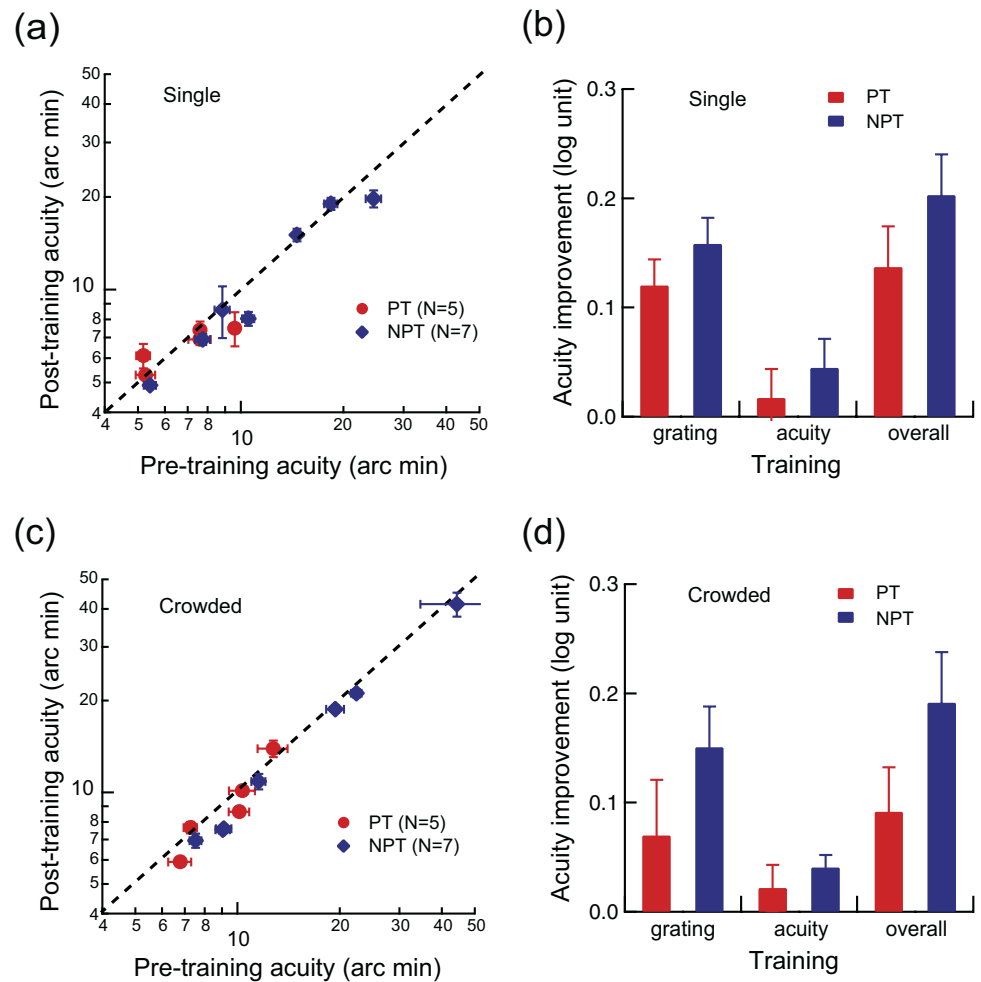 (a)
Single
Post-training acuity (arc min)
50
40
30
20
10
8
7
6
5
4
PT (N=5)
NPT (N=7)
4 5 6 7 8 10 20 30 40 50
Pre-training acuity (arc min)
(b)
Single
Acuity improvement (log unit)
0.3
0.2
0.1
0.0
PT
NPT
grating acuity overall
Training
(c)
Crowded
Post-training acuity (arc min)
50
40
30
20
10
8
7
6
5
4
PT (N=5)
NPT (N=7)
4 5 6 7 8 10 20 30 40 50
Pre-training acuity (arc min)
(d)
Crowded
Acuity improvement (log unit)
0.3
0.2
0.1
0.0
PT
NPT
grating acuity overall
Training